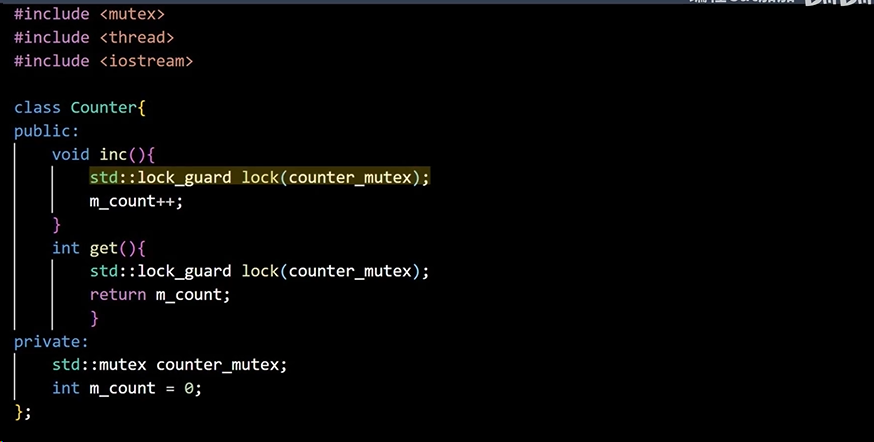 #include <mutex>
#include <thread>
#include <iostream>
class Counter{
public:
    void inc(){
        std::lock_guard lock(counter_mutex);
        m_count++;
    }
    int get(){
        std::lock_guard lock(counter_mutex);
        return m_count;
        }
private:
    std::mutex counter_mutex;
    int m_count = 0;
};